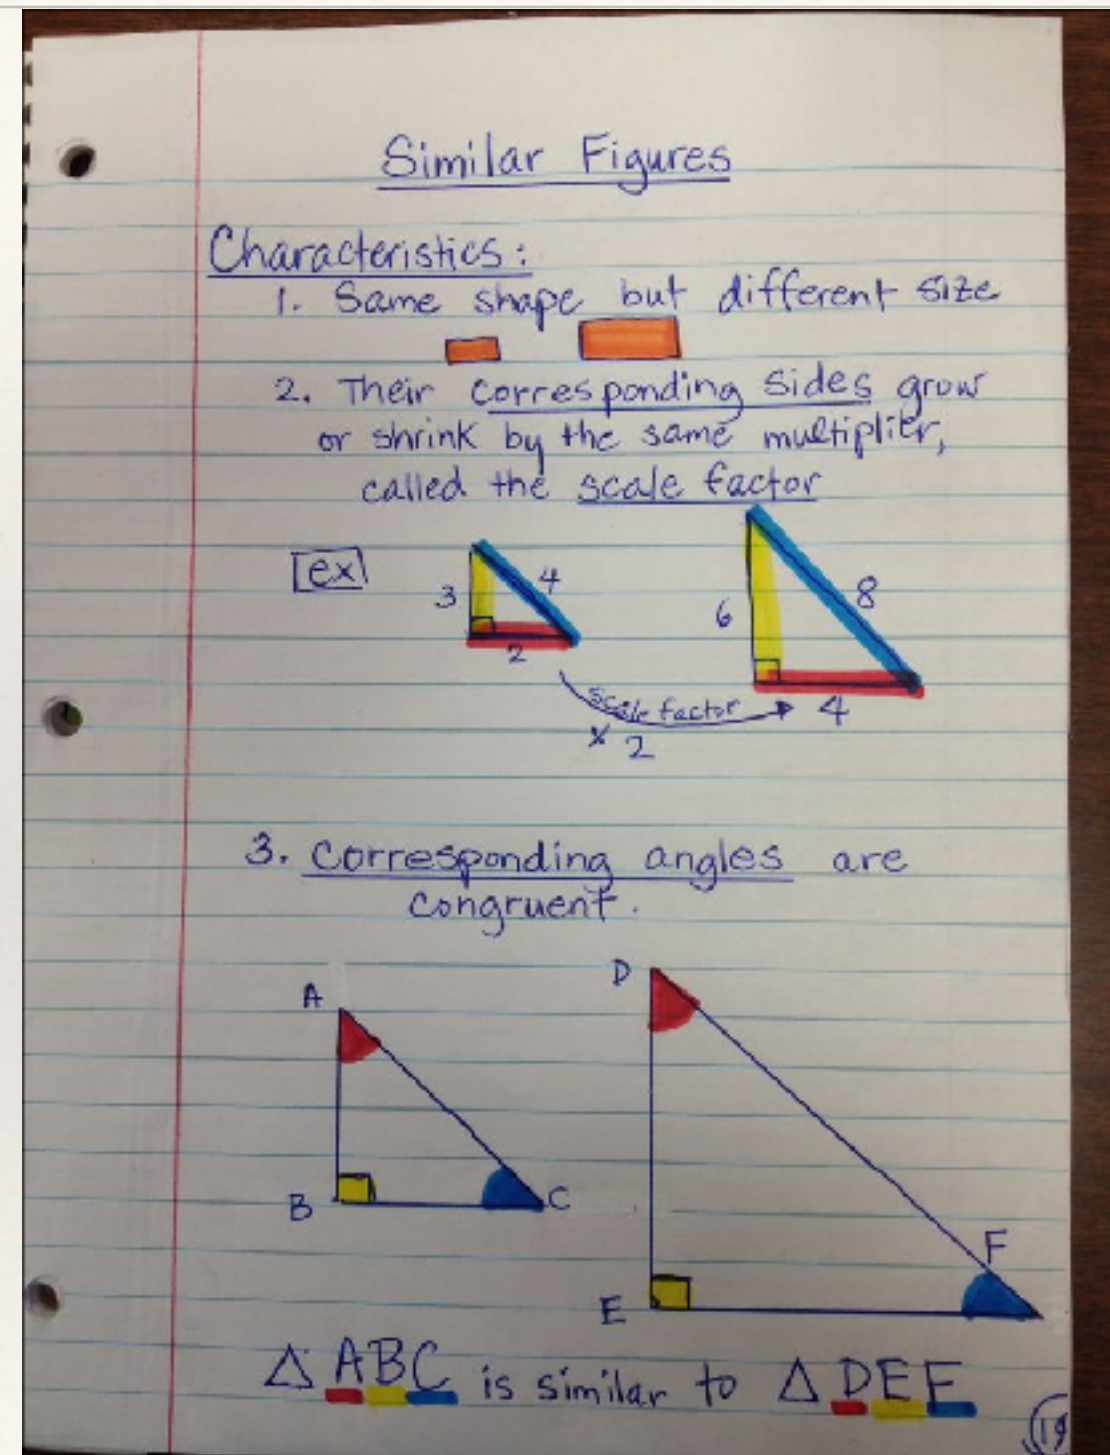 Similar Figures
Characteristics:
1. Same shape but different size
2. Their corresponding sides grow
or shrink by the same multiplier,
called the scale factor
ex
3
4
2
6
8
4
scale factor
x 2
3. Corresponding angles are
congruent.
A
B
C
D
E
F
△ ABC is similar to △ DEF